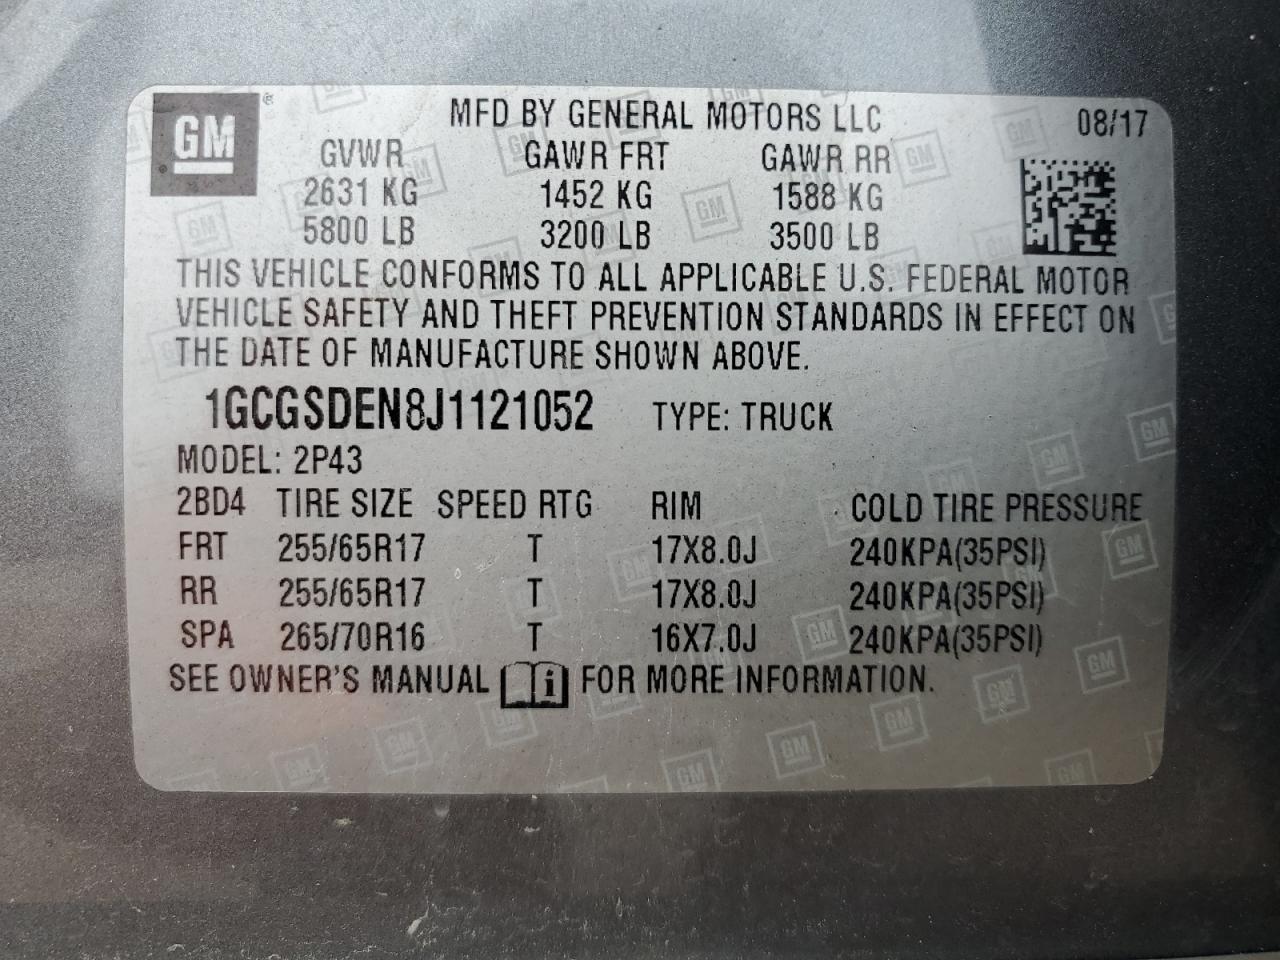 GM ® MFD BY GENERAL MOTORS LLC 08/17
GVWR GAWR FRT GAWR RR
2631 KG 1452 KG 1588 KG
5800 LB 3200 LB 3500 LB
THIS VEHICLE CONFORMS TO ALL APPLICABLE U.S. FEDERAL MOTOR
VEHICLE SAFETY AND THEFT PREVENTION STANDARDS IN EFFECT ON
THE DATE OF MANUFACTURE SHOWN ABOVE.
1GCGSDEN8J1121052 TYPE: TRUCK
MODEL: 2P43
2BD4 TIRE SIZE SPEED RTG RIM COLD TIRE PRESSURE
FRT 255/65R17 T 17X8.0J 240KPA(35PSI)
RR 255/65R17 T 17X8.0J 240KPA(35PSI)
SPA 265/70R16 T 16X7.0J 240KPA(35PSI)
SEE OWNER'S MANUAL i FOR MORE INFORMATION.